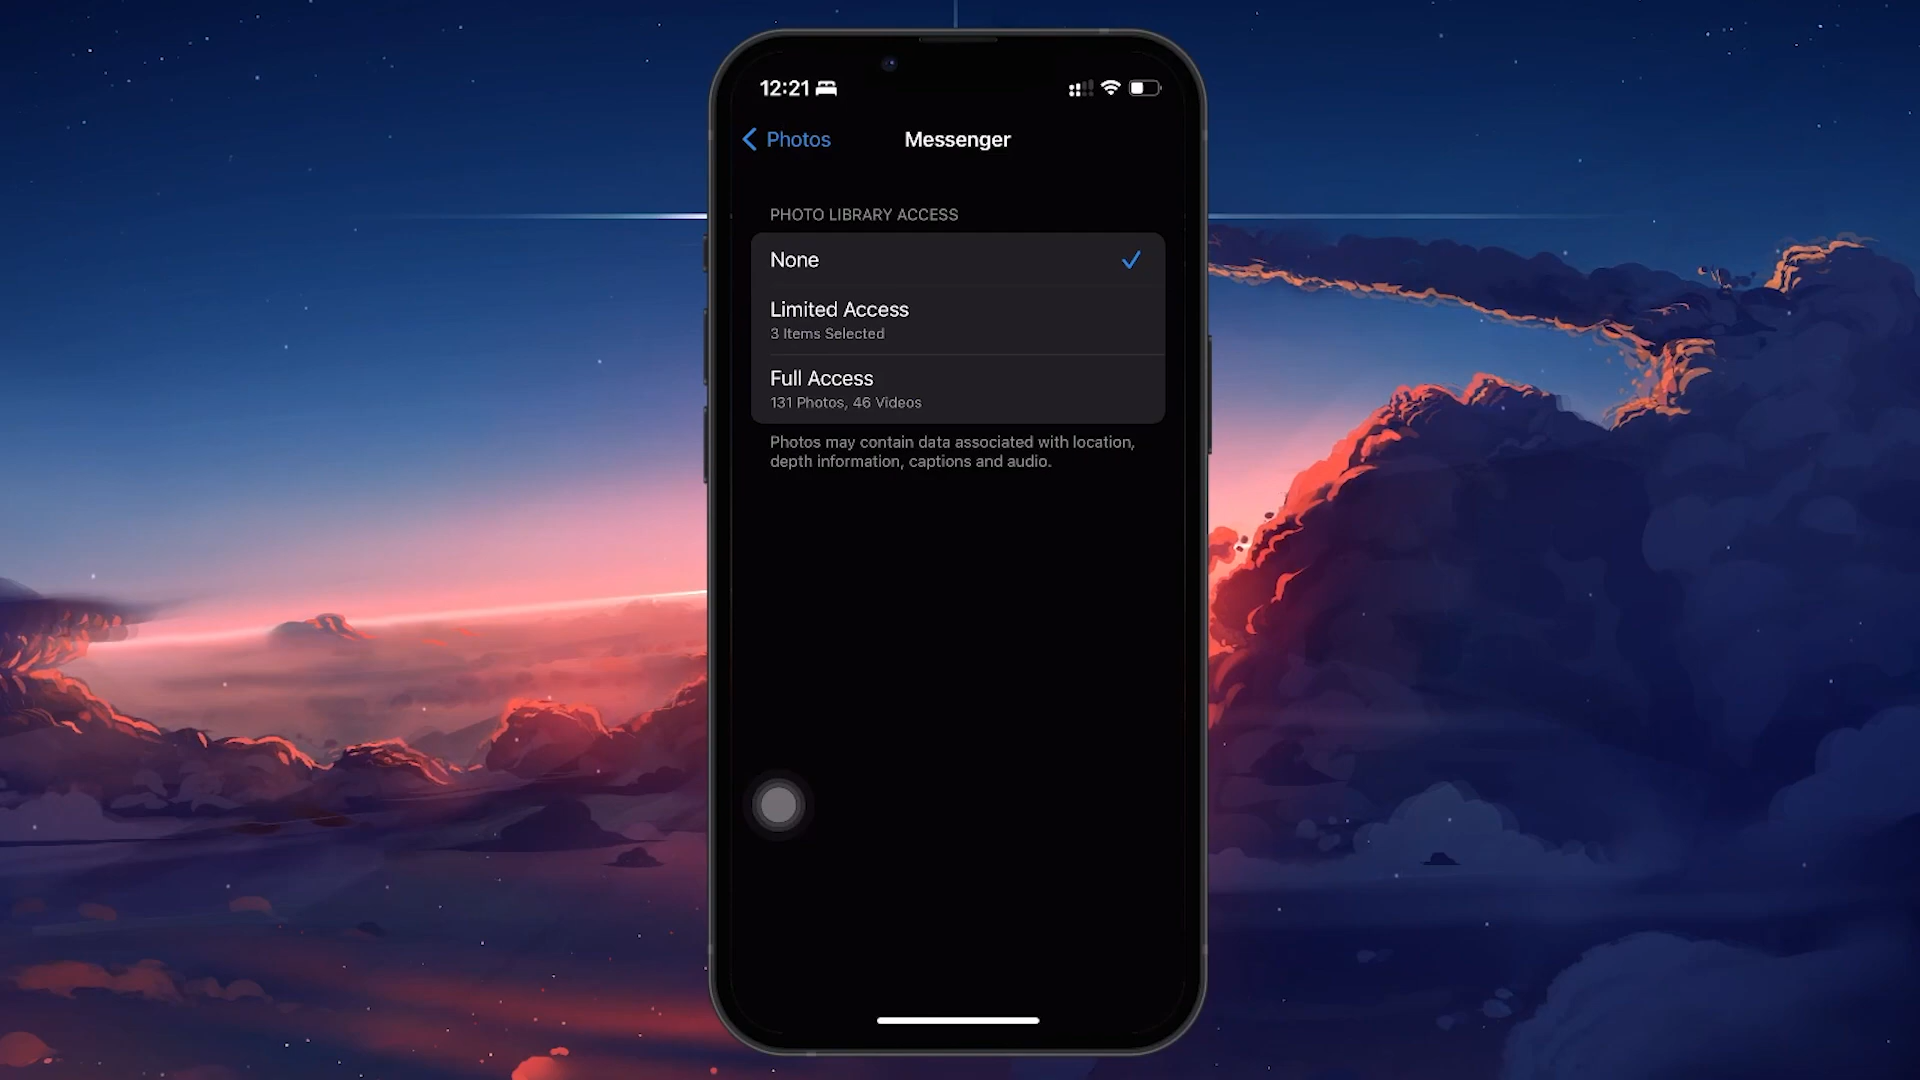 12:21
Photos
Messenger
PHOTO LIBRARY ACCESS
None
Limited Access
3 Items Selected
Full Access
131 Photos, 46 Videos
Photos may contain data associated with location,
depth information, captions and audio.